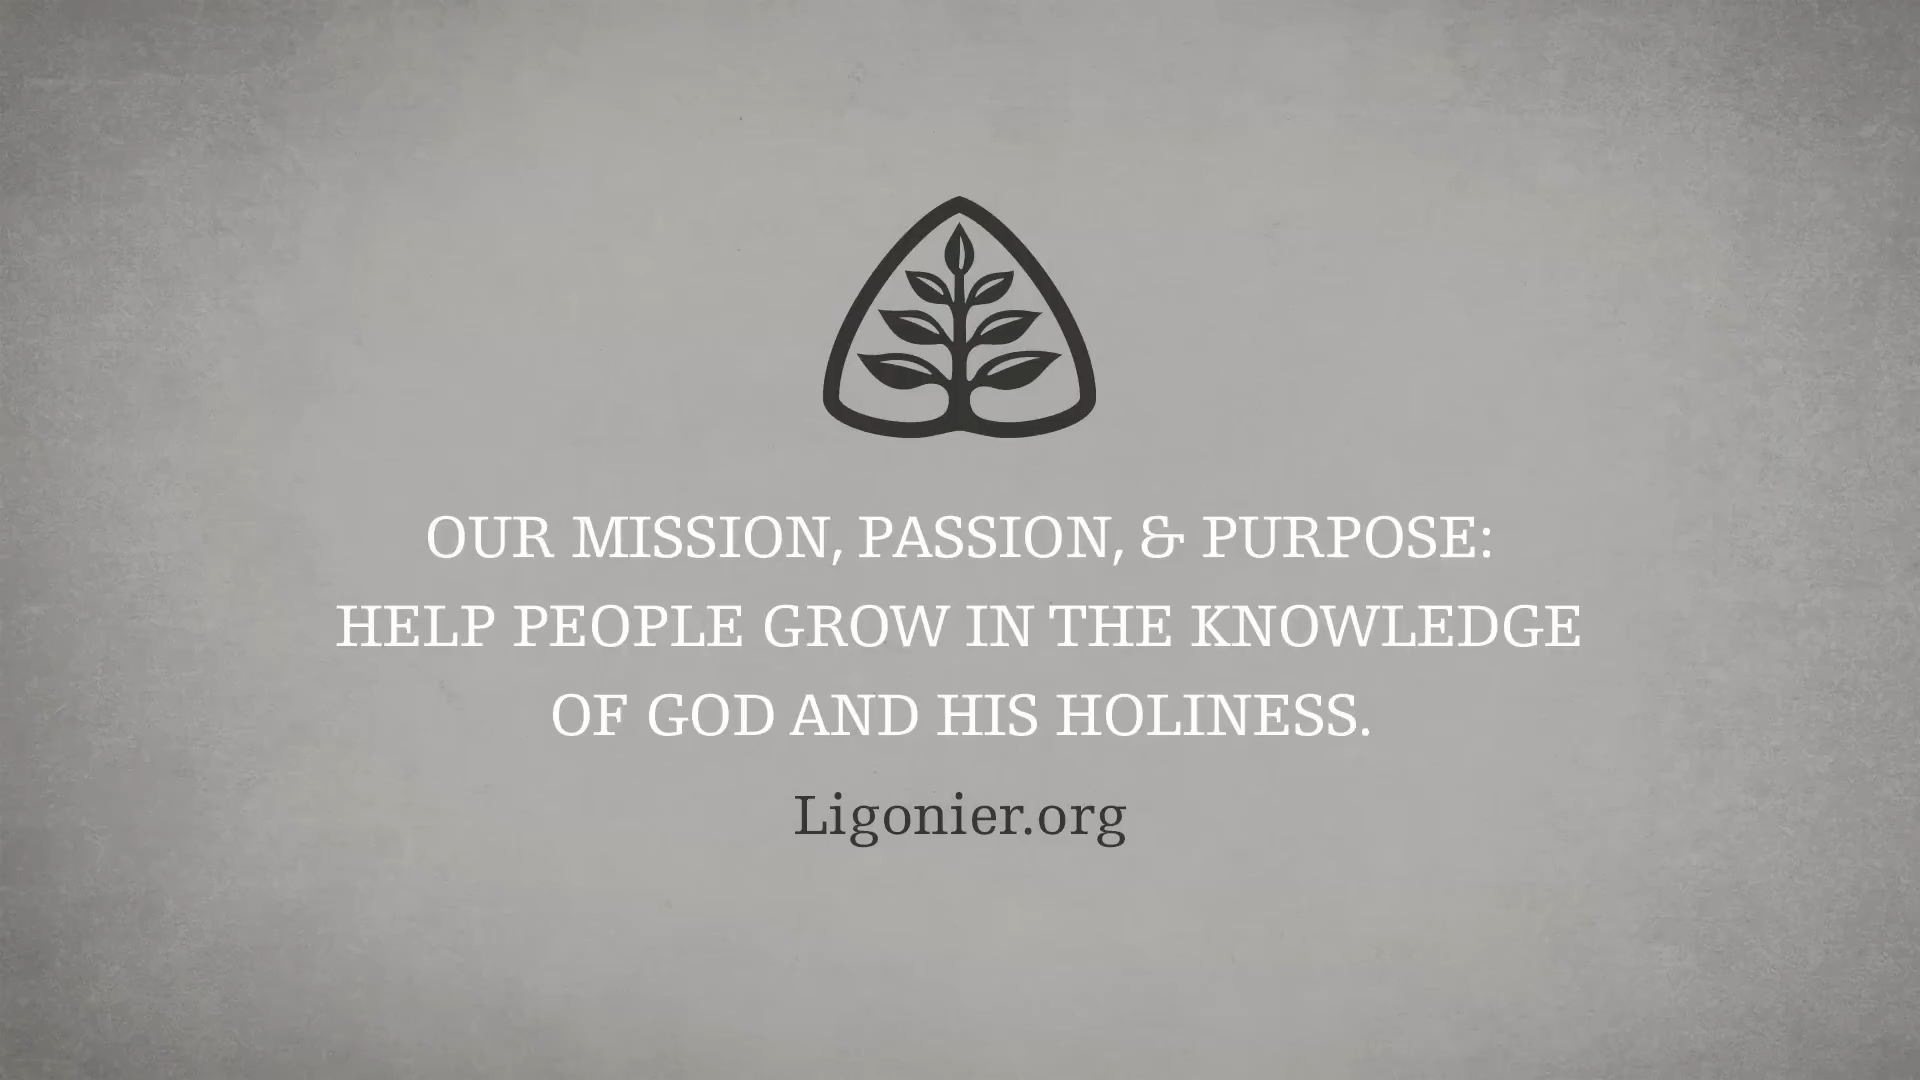 OUR MISSION, PASSION, & PURPOSE:
HELP PEOPLE GROW IN THE KNOWLEDGE
OF GOD AND HIS HOLINESS.
Ligonier.org